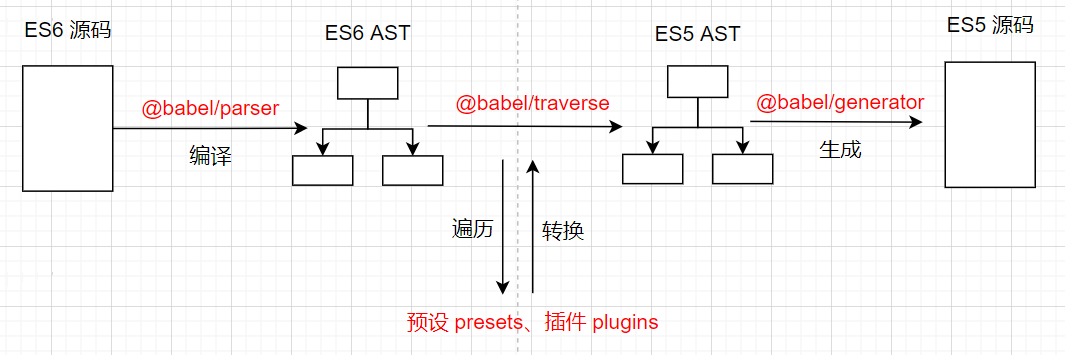 ES6 源码
ES6 AST
ES5 AST
ES5 源码
@babel/parser
@babel/traverse
@babel/generator
编译
生成
遍历
转换
预设 presets、插件 plugins